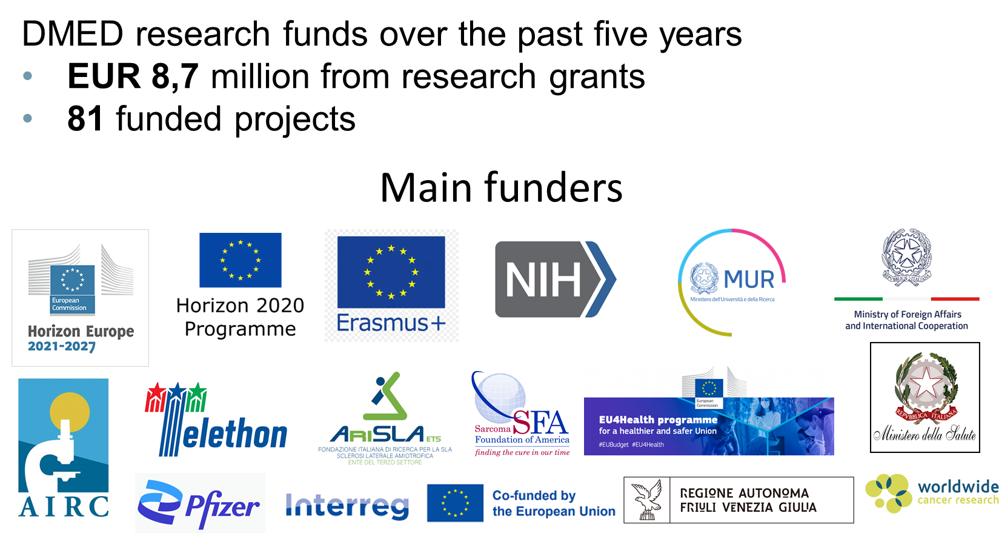 DMED research funds over the past five years
• EUR 8,7 million from research grants
• 81 funded projects
Main funders
European
Commission
Horizon Europe
2021-2027
Horizon 2020
Programme
Erasmus+
NIH
MUR
Ministero dell'Università e della Ricerca
REPVBBLICA ITALIANA
Ministry of Foreign Affairs
and International Cooperation
AIRC
Telethon
ARISLA ETS
FONDAZIONE ITALIANA DI RICERCA PER LA SLA
SCLEROSI LATERALE AMIOTROFICA
ENTE DEL TERZO SETTORE
SFA
Sarcoma
Foundation of America
finding the cure in our time
European
Commission
EU4Health programme
for a healthier and safer Union
#EUBudget #EU4Health
REPVBBLICA ITALIANA
Ministero della Salute
Pfizer
Interreg
Co-funded by
the European Union
REGIONE AUTONOMA
FRIULI VENEZIA GIULIA
worldwide
cancer research